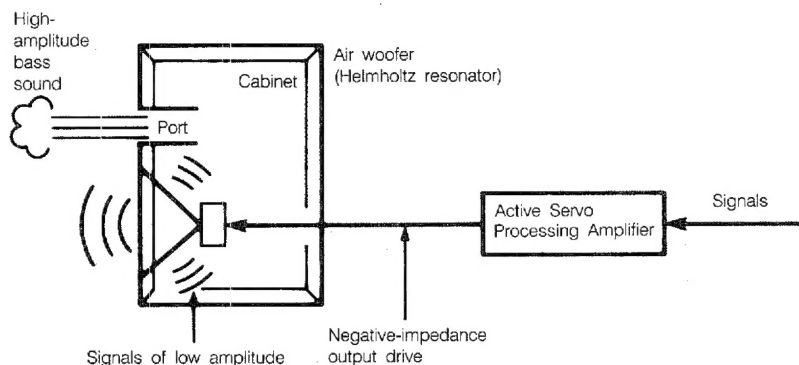 High-
amplitude
bass
sound
Port
Cabinet
Air woofer
(Helmholtz resonator)
Active Servo
Processing Amplifier
Signals
Signals of low amplitude
Negative-impedance
output drive